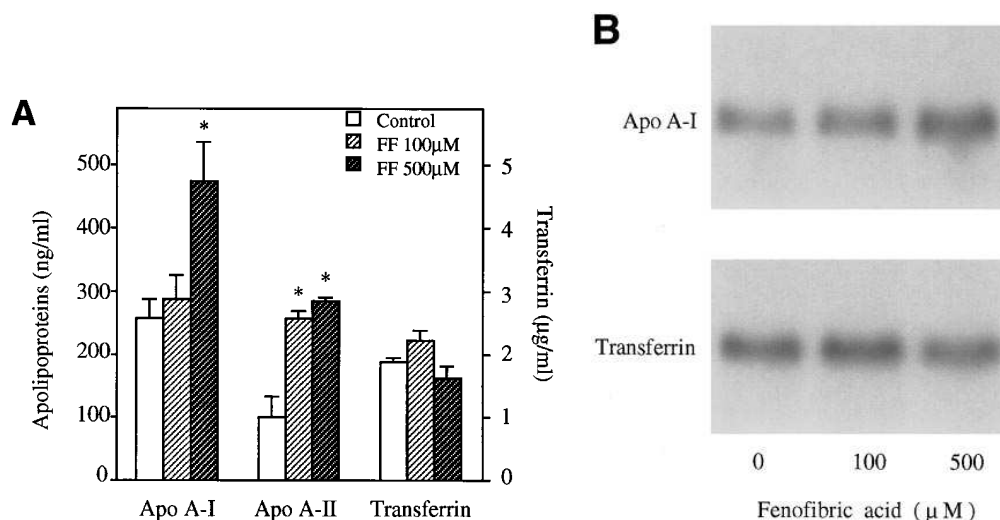 A
Apolipoproteins (ng/ml)
500
400
300
200
100
0
*
*
*
Control
FF 100µM
FF 500µM
5
4
3
2
1
0
Transferrin (µg/ml)
Apo A-I
Apo A-II
Transferrin
B
Apo A-I
Transferrin
0
100
500
Fenofibric acid (µM)